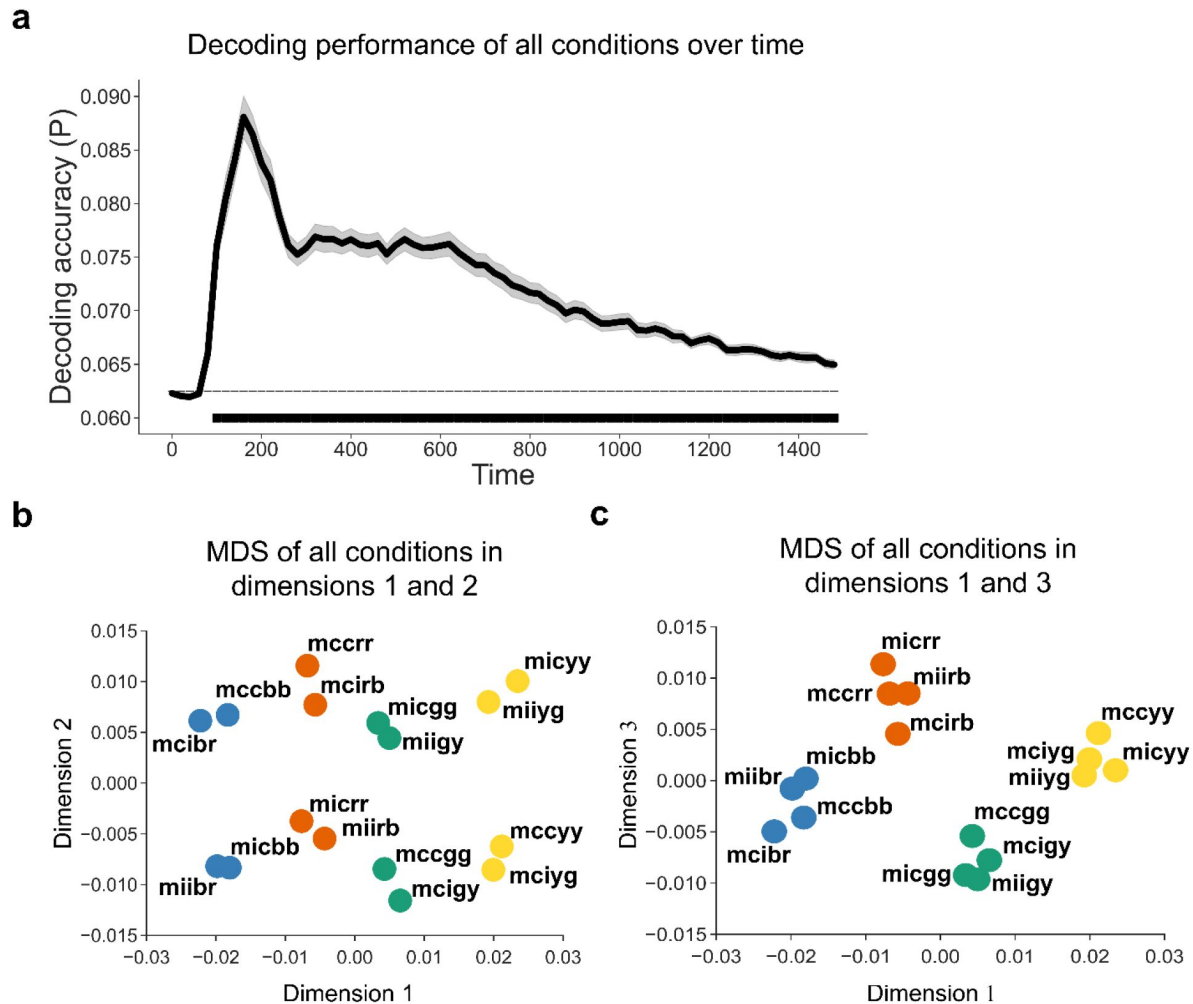 a
Decoding performance of all conditions over time
Decoding accuracy (P)
0.090
0.085
0.080
0.075
0.070
0.065
0.060
0 200 400 600 800 1000 1200 1400
Time
b
MDS of all conditions in
dimensions 1 and 2
Dimension 2
0.015
0.010
0.005
0.000
−0.005
−0.010
−0.015
mccrr
micyy
mccbb
mcirb
micgg
miiyg
mcibr
miigy
micrr
miirb
mccyy
micbb
mccgg
miibr
mciyg
mcigy
−0.03 −0.02 −0.01 0.00 0.01 0.02 0.03
Dimension 1
c
MDS of all conditions in
dimensions 1 and 3
Dimension 3
0.015
0.010
0.005
0.000
−0.005
−0.010
−0.015
micrr
miirb
mccrr
mcirb
mccyy
micbb
mciyg
micyy
miibr
miiyg
mccbb
mccgg
mcibr
mcigy
micgg
miigy
−0.03 −0.02 −0.01 0.00 0.01 0.02 0.03
Dimension 1